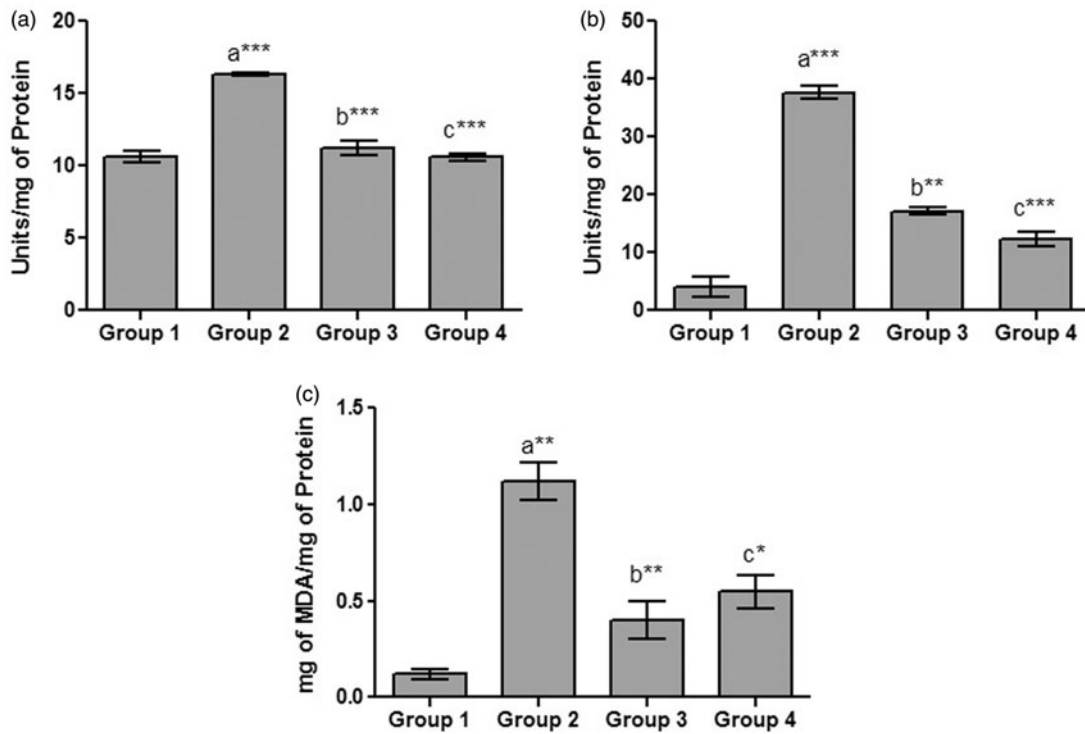 (a)
20
15
10
5
0
Units/mg of Protein
a***
b***
c***
Group 1 Group 2 Group 3 Group 4
(b)
50
40
30
20
10
0
Units/mg of Protein
a***
b**
c***
Group 1 Group 2 Group 3 Group 4
(c)
1.5
1.0
0.5
0.0
mg of MDA/mg of Protein
a**
b**
c*
Group 1 Group 2 Group 3 Group 4